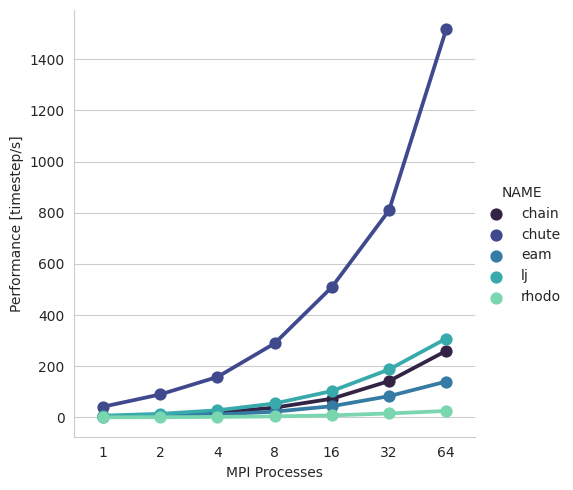 1400
1200
1000
800
600
400
200
0
Performance [timestep/s]
1 2 4 8 16 32 64
MPI Processes
NAME
chain
chute
eam
lj
rhodo